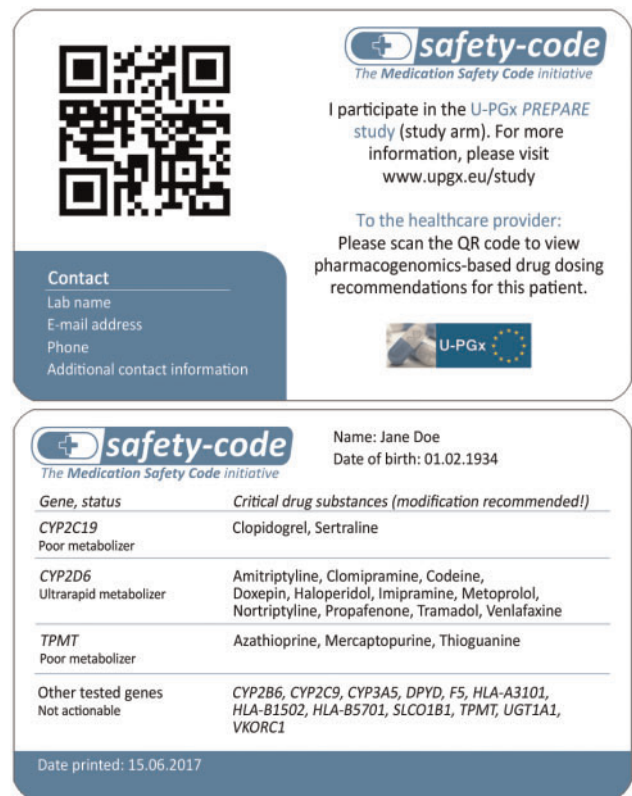 safety-code
The Medication Safety Code initiative
I participate in the U-PGx PREPARE
study (study arm). For more
information, please visit
www.upgx.eu/study
To the healthcare provider:
Please scan the QR code to view
pharmacogenomics-based drug dosing
recommendations for this patient.
U-PGx
Contact
Lab name
E-mail address
Phone
Additional contact information
safety-code
The Medication Safety Code initiative
Name: Jane Doe
Date of birth: 01.02.1934
Gene, status Critical drug substances (modification recommended!)
CYP2C19 Clopidogrel, Sertraline
Poor metabolizer
CYP2D6 Amitriptyline, Clomipramine, Codeine,
Ultrarapid metabolizer Doxepin, Haloperidol, Imipramine, Metoprolol,
Nortriptyline, Propafenone, Tramadol, Venlafaxine
TPMT Azathioprine, Mercaptopurine, Thioguanine
Poor metabolizer
Other tested genes CYP2B6, CYP2C9, CYP3A5, DPYD, F5, HLA-A3101,
Not actionable HLA-B1502, HLA-B5701, SLCO1B1, TPMT, UGT1A1,
VKORC1
Date printed: 15.06.2017